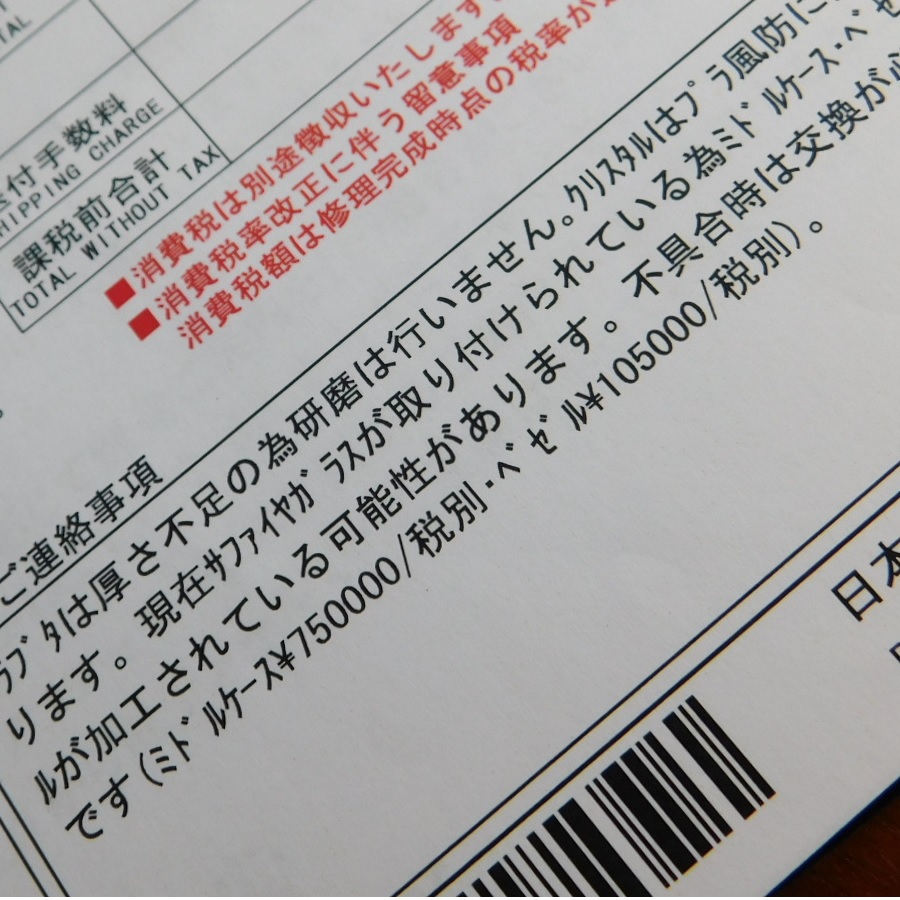 TAL
付手数料
SHIPPING CHARGE
課税前合計
TOTAL WITHOUT TAX
■消費税は別途徴収いたします。
■消費税率改正に伴う留意事項
消費税額は修理完成時点の税率が
ご連絡事項
ﾗﾌﾞﾀは厚さ不足の為研磨は行いません。ｸﾘｽﾀﾙはﾌﾟﾗ風防に
ります。現在ｻﾌｧｲﾔｶﾞﾗｽが取り付けられている為ﾐﾄﾞﾙｹｰｽ･ﾍﾞｾﾞ
ﾙが加工されている可能性があります。不具合時は交換が
です(ﾐﾄﾞﾙｹｰｽ¥750000/税別･ﾍﾞｾﾞﾙ¥105000/税別)。
日本